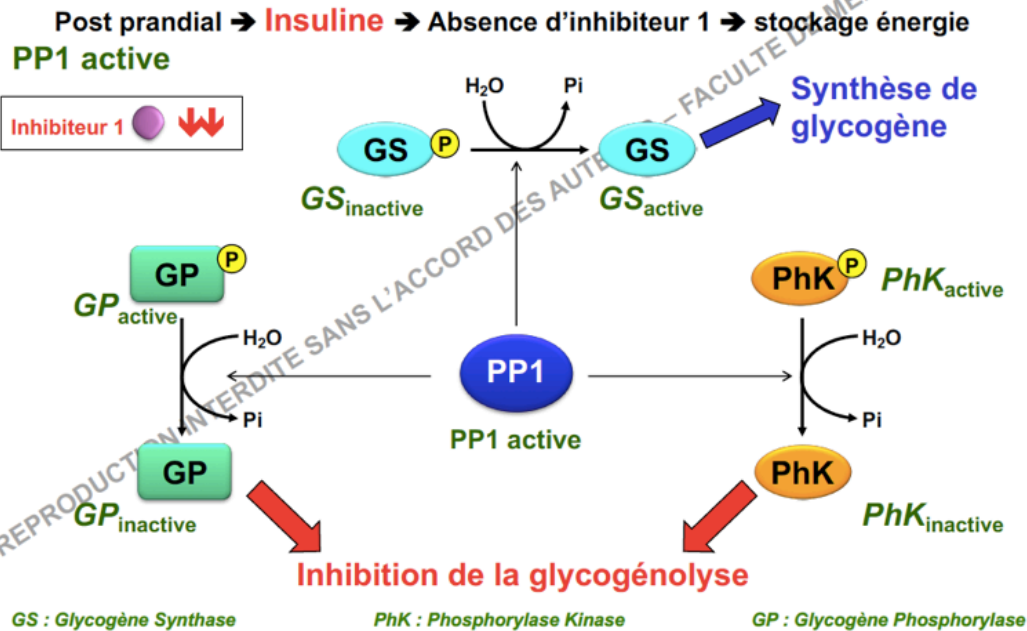 Post prandial ➔ Insuline ➔ Absence d'inhibiteur 1 ➔ stockage énergie
PP1 active
Inhibiteur 1
H₂O
Pi
GS P
GS
Synthèse de
glycogène
GSinactive
GSactive
GP P
GPactive
H₂O
Pi
GP
GPinactive
PP1
PP1 active
PhK P
PhKactive
H₂O
Pi
PhK
PhKinactive
Inhibition de la glycogénolyse
GS : Glycogène Synthase
PhK : Phosphorylase Kinase
GP : Glycogène Phosphorylase
REPRODUCTION INTERDITE SANS L'ACCORD DES AUTE – FACULTE DE ME